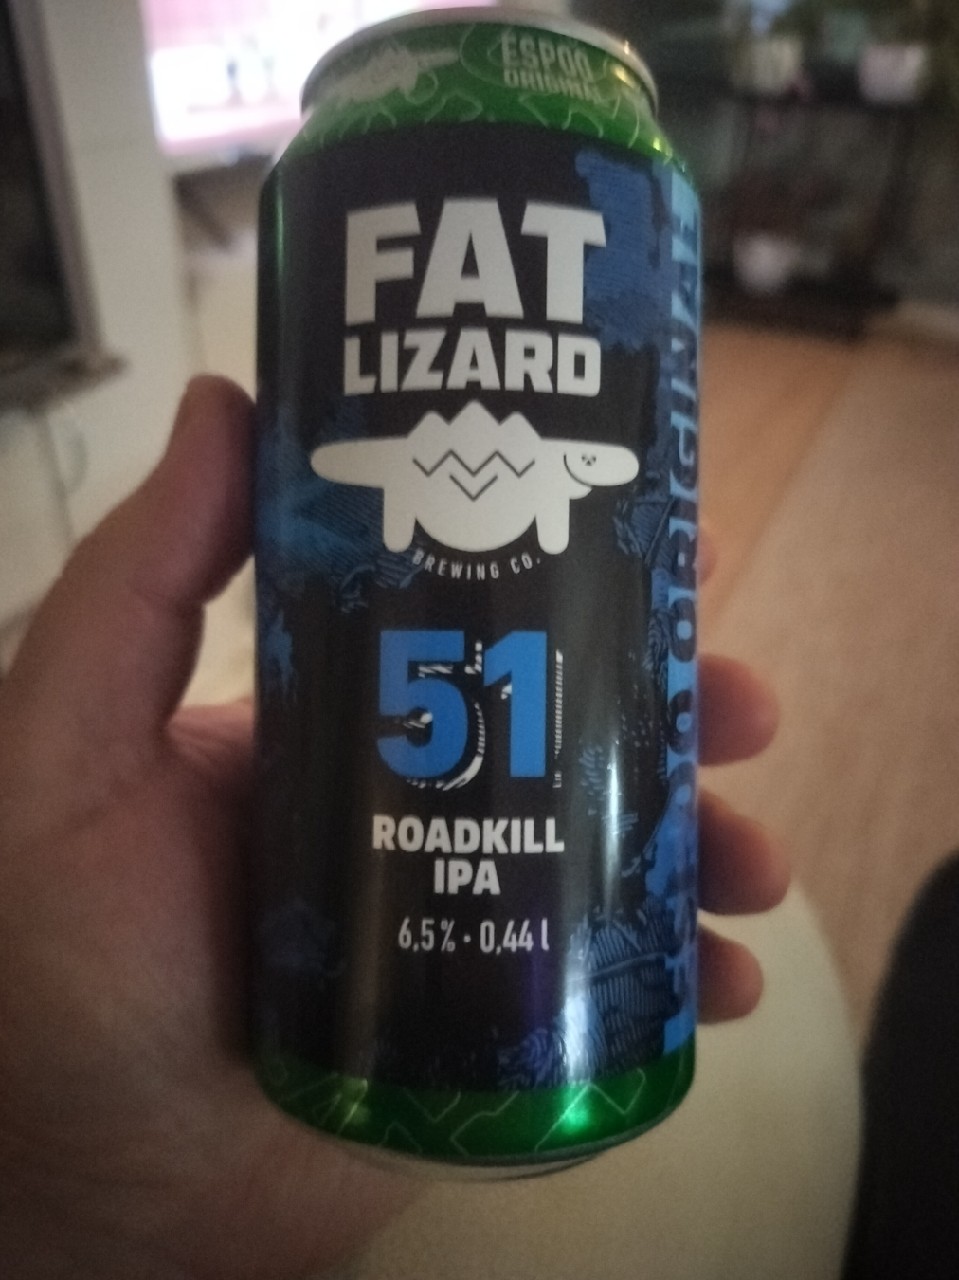 ESPOO
ORIGINAL
FAT
LIZARD
BREWING CO.
51
ROADKILL
IPA
6,5% · 0,44 l